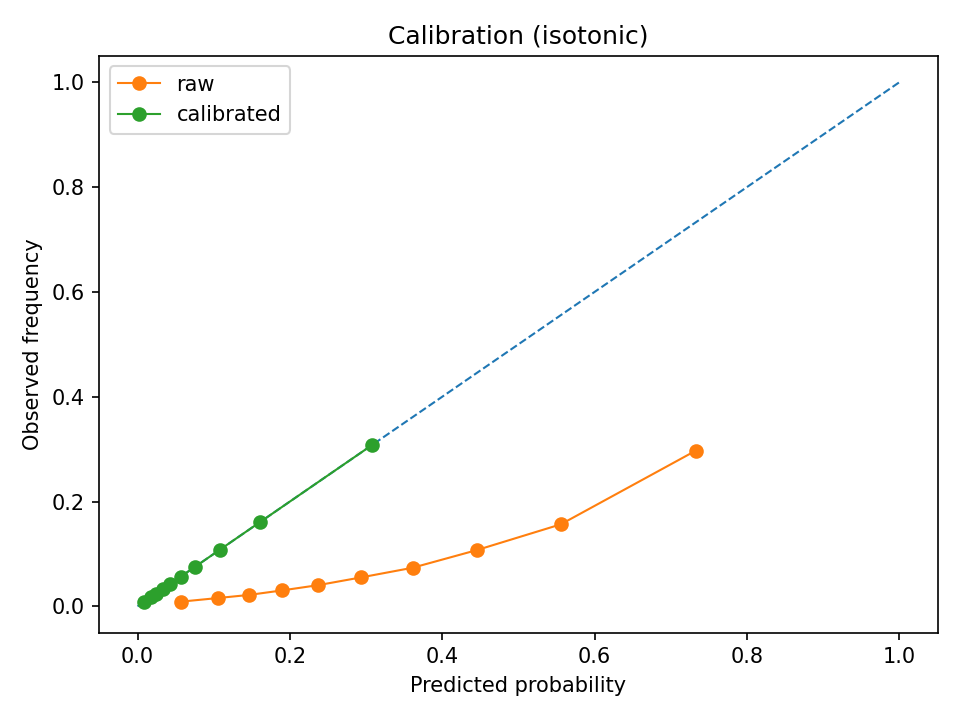 Calibration (isotonic)
raw
calibrated
1.0
0.8
0.6
0.4
0.2
0.0
Observed frequency
0.0 0.2 0.4 0.6 0.8 1.0
Predicted probability